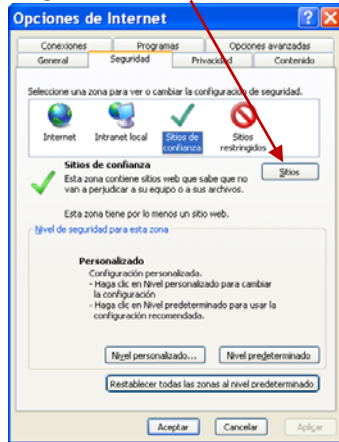 Opciones de Internet
Conexiones Programas Opciones avanzadas
General Seguridad Privacidad Contenido
Seleccione una zona para ver o cambiar la configuración de seguridad.
Internet Intranet local Sitios de confianza Sitios restringidos
Sitios de confianza
Sitios
Esta zona contiene sitios web que sabe que no
van a perjudicar a su equipo o a sus archivos.
Esta zona tiene por lo menos un sitio web.
Nivel de seguridad para esta zona
Personalizado
Configuración personalizada.
- Haga clic en Nivel personalizado para cambiar
la configuración
- Haga clic en Nivel predeterminado para usar la
configuración recomendada.
Nivel personalizado... Nivel predeterminado
Restablecer todas las zonas al nivel predeterminado
Aceptar Cancelar Aplicar